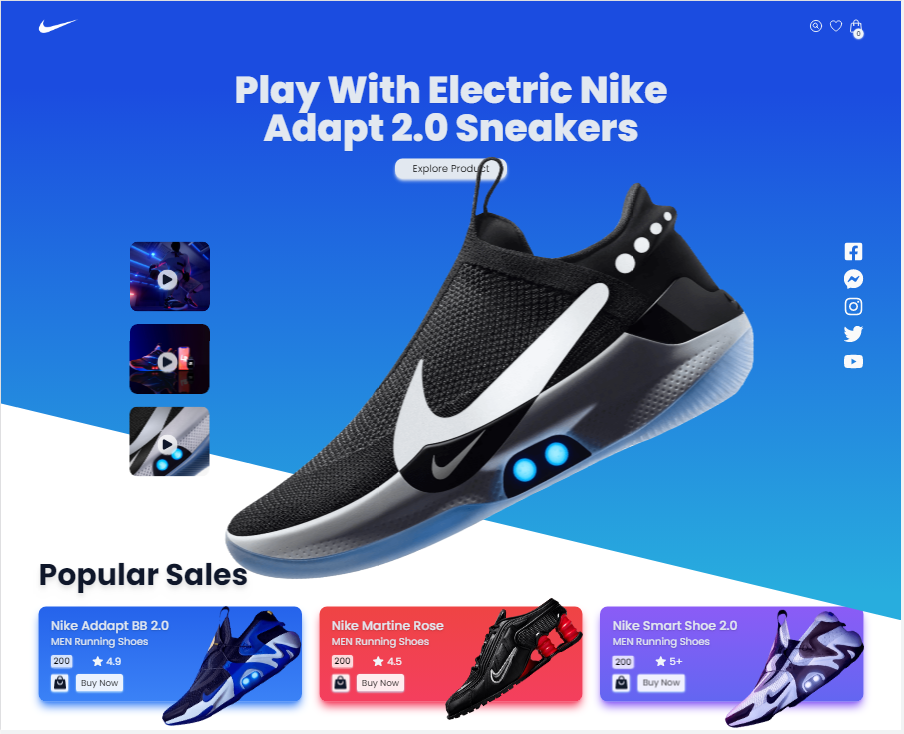 0
Play With Electric Nike
Adapt 2.0 Sneakers
Explore Product
Popular Sales
Nike Addapt BB 2.0
MEN Running Shoes
200 4.9
Buy Now
Nike Martine Rose
MEN Running Shoes
200 4.5
Buy Now
Nike Smart Shoe 2.0
MEN Running Shoes
200 5+
Buy Now